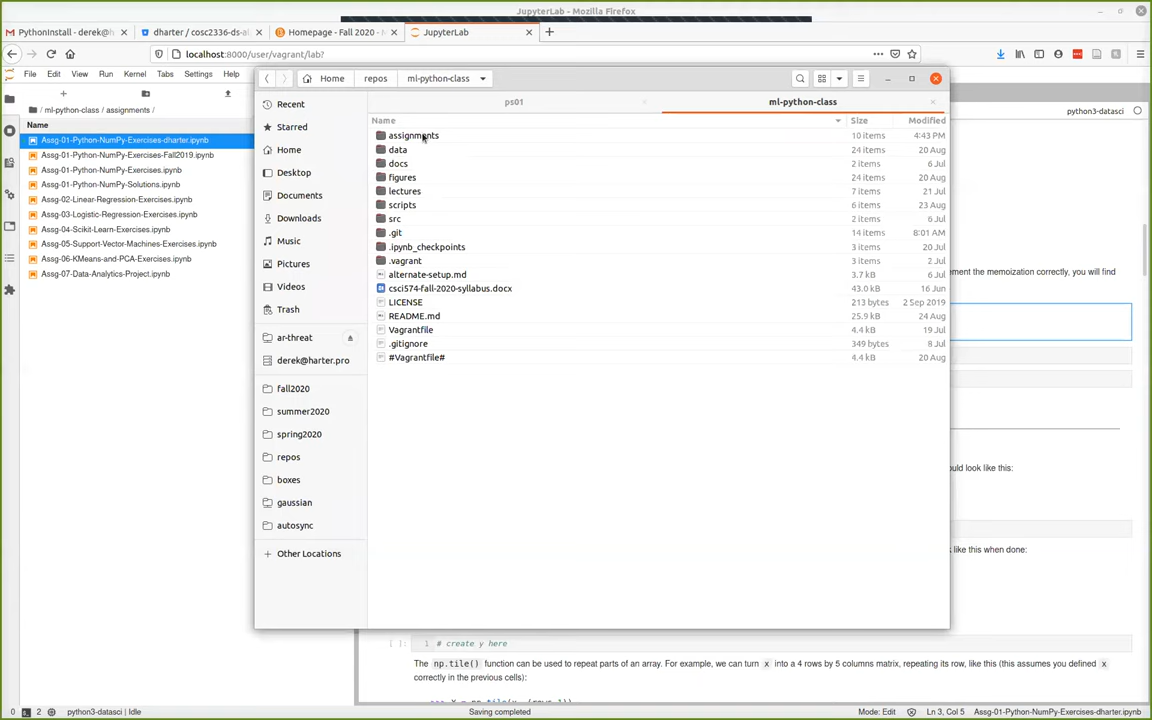 JupyterLab - Mozilla Firefox
PythonInstall - derek@h
dharter / cosc2336-ds-al
Homepage - Fall 2020 -
JupyterLab
localhost:8000/user/vagrant/lab?
File Edit View Run Kernel Tabs Settings Help
/ ml-python-class / assignments /
Name
Assg-01-Python-NumPy-Exercises-dharter.ipynb
Assg-01-Python-NumPy-Exercises-Fall2019.ipynb
Assg-01-Python-NumPy-Exercises.ipynb
Assg-01-Python-NumPy-Solutions.ipynb
Assg-02-Linear-Regression-Exercises.ipynb
Assg-03-Logistic-Regression-Exercises.ipynb
Assg-04-Scikit-Learn-Exercises.ipynb
Assg-05-Support-Vector-Machines-Exercises.ipynb
Assg-06-KMeans-and-PCA-Exercises.ipynb
Assg-07-Data-Analytics-Project.ipynb
Home repos ml-python-class
Recent
Starred
Home
Desktop
Documents
Downloads
Music
Pictures
Videos
Trash
ar-threat
derek@harter.pro
fall2020
summer2020
spring2020
repos
boxes
gaussian
autosync
Other Locations
ps01 ml-python-class
Name Size Modified
assignments 10 items 4:43 PM
data 24 items 20 Aug
docs 2 items 6 Jul
figures 24 items 20 Aug
lectures 7 items 21 Jul
scripts 6 items 23 Aug
src 2 items 6 Jul
.git 14 items 8:01 AM
.ipynb_checkpoints 3 items 20 Jul
.vagrant 3 items 2 Jul
alternate-setup.md 3.7 kB 6 Jul
csci574-fall-2020-syllabus.docx 43.0 kB 16 Jun
LICENSE 213 bytes 2 Sep 2019
README.md 25.9 kB 24 Aug
Vagrantfile 4.4 kB 19 Jul
.gitignore 349 bytes 8 Jul
#Vagrantfile# 4.4 kB 20 Aug
python3-datasci
ement the memoization correctly, you will find
ould look like this:
like this when done:
[ ]: 1 # create y here
The np.tile() function can be used to repeat parts of an array. For example, we can turn x into a 4 rows by 5 columns matrix, repeating its row, like this (this assumes you defined x
correctly in the previous cells):
0 2 python3-datasci | Idle Saving completed Mode: Edit Ln 3, Col 5 Assg-01-Python-NumPy-Exercises-dharter.ipynb